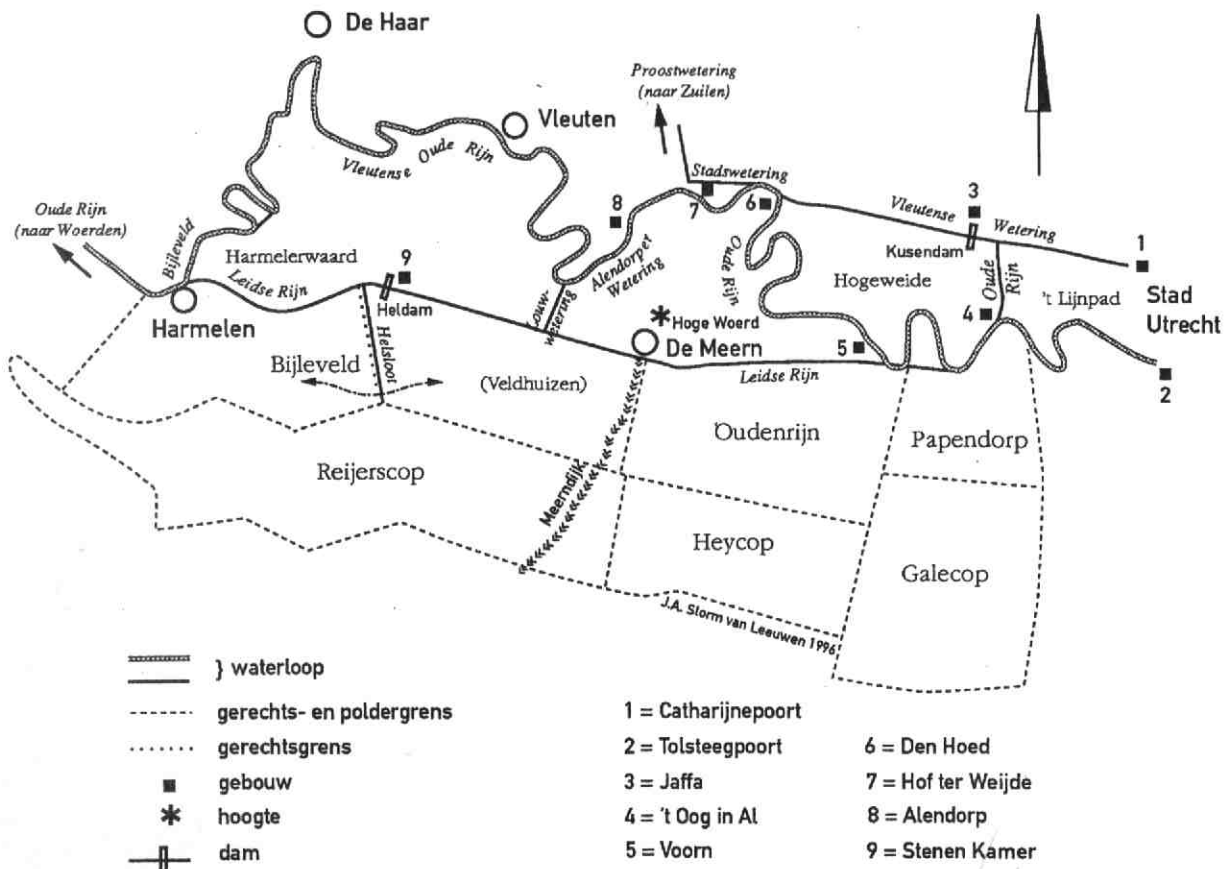 De Haar
Proostwetering
(naar Zuilen)
Vleuten
Vleutense Oude Rijn
Stadswetering
3
8
7
6
Vleutense Wetering
Oude Rijn
(naar Woerden)
Bijleveld
Harmelerwaard
9
Alendorper
Wetering
Oude Rijn
Kusendam
1
Hogeweide
Oude
Rijn
't Lijnpad
Stad
Utrecht
Leidse Rijn
Heldam
Louw-
wetering
4
Harmelen
Hoge Woerd
De Meern
5
Helsloot
Bijleveld
(Veldhuizen)
Leidse Rijn
2
Oudenrijn
Papendorp
Reijerscop
Meerndijk
Heycop
Galecop
J.A. Storm van Leeuwen 1996
} waterloop
gerechts- en poldergrens
gerechtsgrens
gebouw
hoogte
dam
1 = Catharijnepoort
2 = Tolsteegpoort
3 = Jaffa
4 = 't Oog in Al
5 = Voorn
6 = Den Hoed
7 = Hof ter Weijde
8 = Alendorp
9 = Stenen Kamer